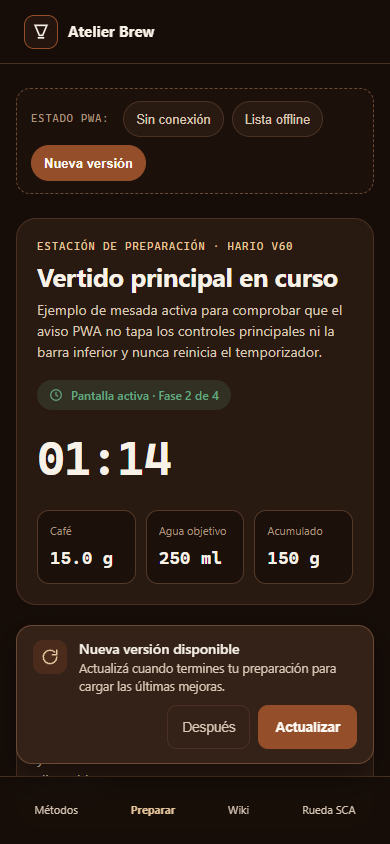 Atelier Brew
ESTADO PWA:
Sin conexión
Lista offline
Nueva versión
ESTACIÓN DE PREPARACIÓN · HARIO V60
Vertido principal en curso
Ejemplo de mesada activa para comprobar que el
aviso PWA no tapa los controles principales ni la
barra inferior y nunca reinicia el temporizador.
Pantalla activa · Fase 2 de 4
01:14
Café
15.0 g
Agua objetivo
250 ml
Acumulado
150 g
Nueva versión disponible
Actualizá cuando termines tu preparación para
cargar las últimas mejoras.
Después
Actualizar
Métodos
Preparar
Wiki
Rueda SCA